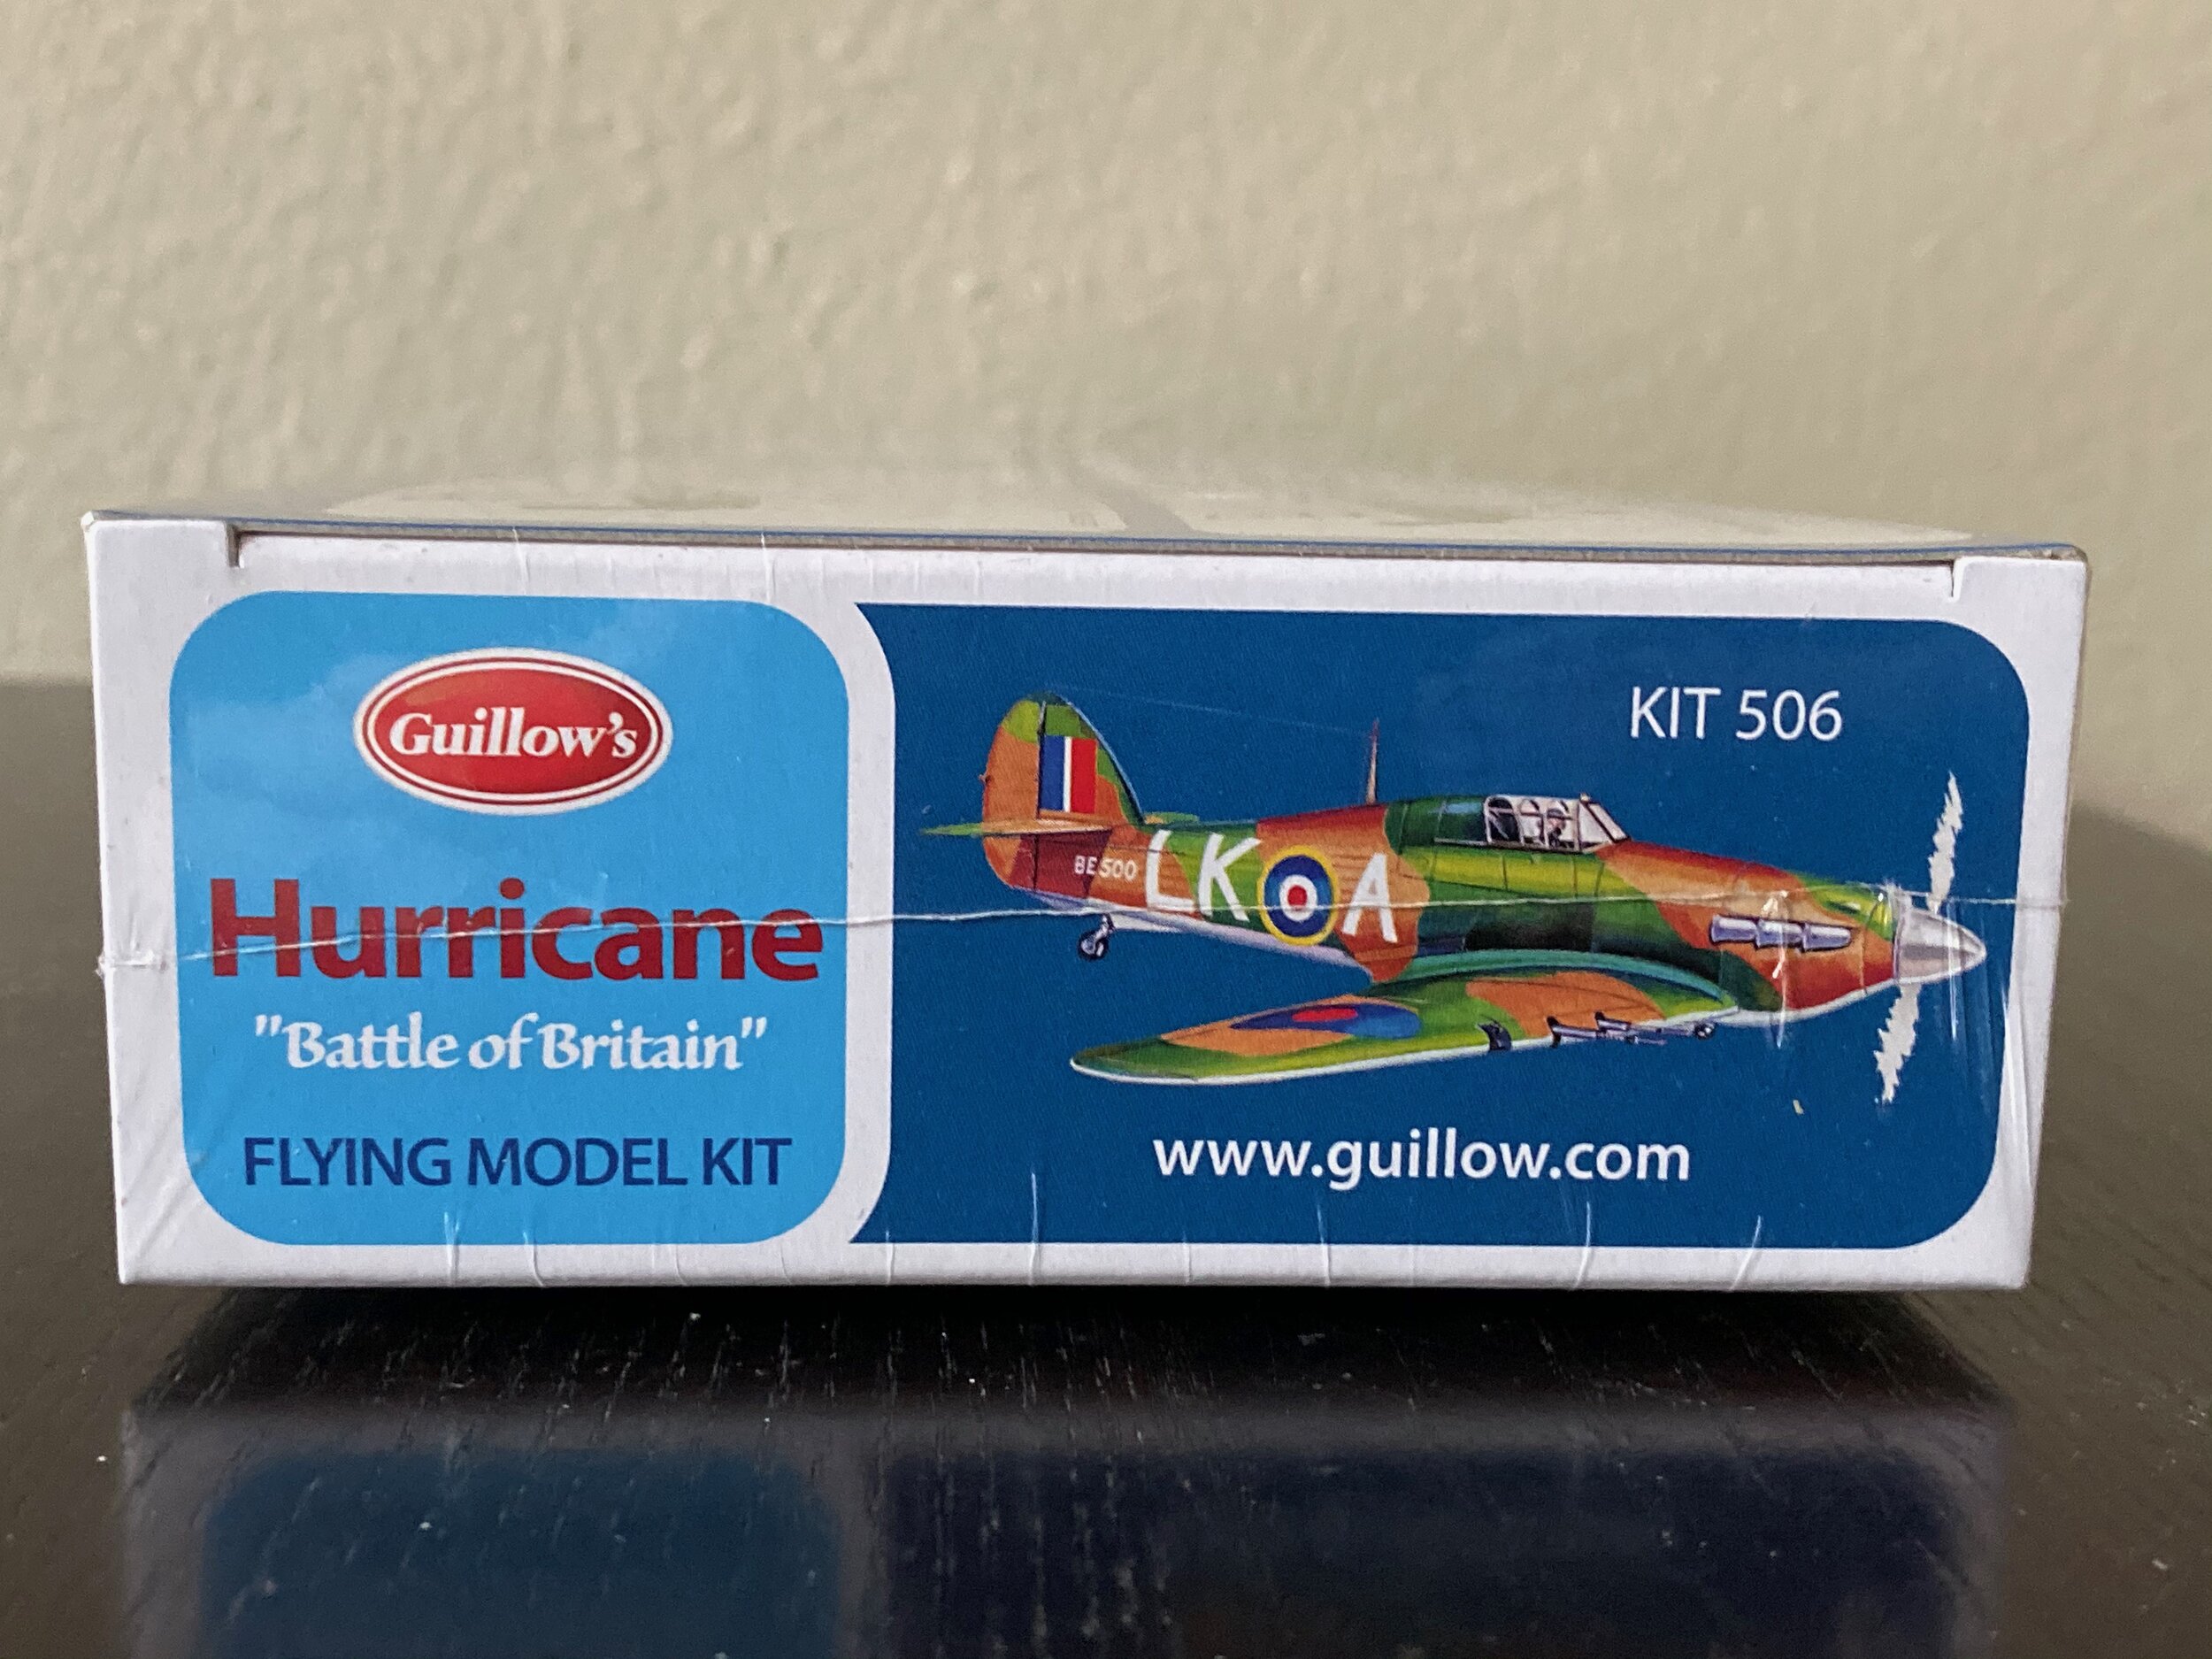 Guillow's
Hurricane
"Battle of Britain"
FLYING MODEL KIT
KIT 506
BE500
LK A
www.guillow.com